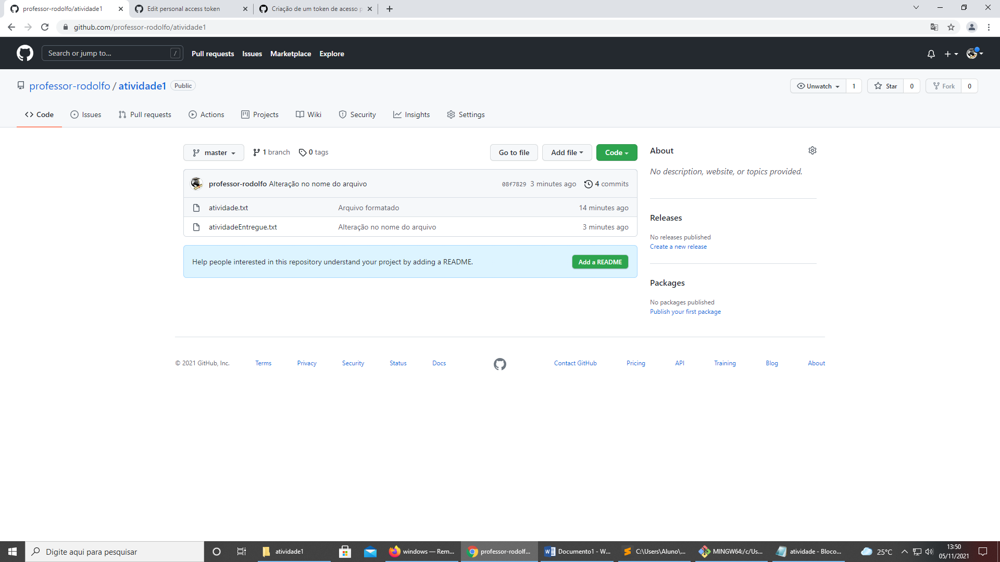 professor-rodolfo/atividade1
Edit personal access token
Criação de um token de acesso p
github.com/professor-rodolfo/atividade1
Search or jump to... /
Pull requests Issues Marketplace Explore
professor-rodolfo / atividade1 Public
Unwatch 1 Star 0 Fork 0
Code Issues Pull requests Actions Projects Wiki Security Insights Settings
master 1 branch 0 tags Go to file Add file Code
professor-rodolfo Alteração no nome do arquivo 08f7829 3 minutes ago 4 commits
atividade.txt Arquivo formatado 14 minutes ago
atividadeEntregue.txt Alteração no nome do arquivo 3 minutes ago
Help people interested in this repository understand your project by adding a README. Add a README
About
No description, website, or topics provided.
Releases
No releases published
Create a new release
Packages
No packages published
Publish your first package
© 2021 GitHub, Inc. Terms Privacy Security Status Docs Contact GitHub Pricing API Training Blog About
Digite aqui para pesquisar
atividade1
windows — Rem...
professor-rodolf...
Documento1 - W...
C:\Users\Aluno\...
MINGW64:/c/Us...
atividade - Bloco...
25°C
13:50
05/11/2021